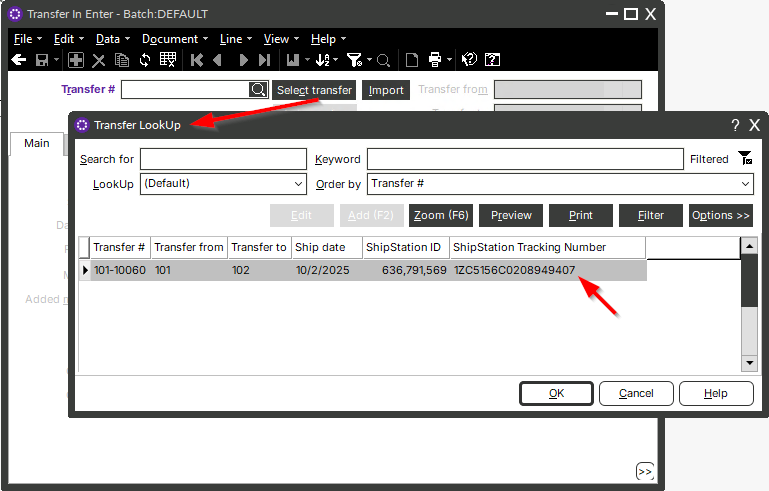 Transfer In Enter - Batch:DEFAULT
File Edit Data Document Line View Help
Transfer # Select transfer Import Transfer from
Transfer LookUp ? X
Main
Search for Keyword Filtered
LookUp (Default) Order by Transfer #
Edit Add (F2) Zoom (F6) Preview Print Filter Options >>
Transfer # Transfer from Transfer to Ship date ShipStation ID ShipStation Tracking Number
101-10060 101 102 10/2/2025 636,791,569 1ZC5156C0208949407
Added
OK Cancel Help
>>